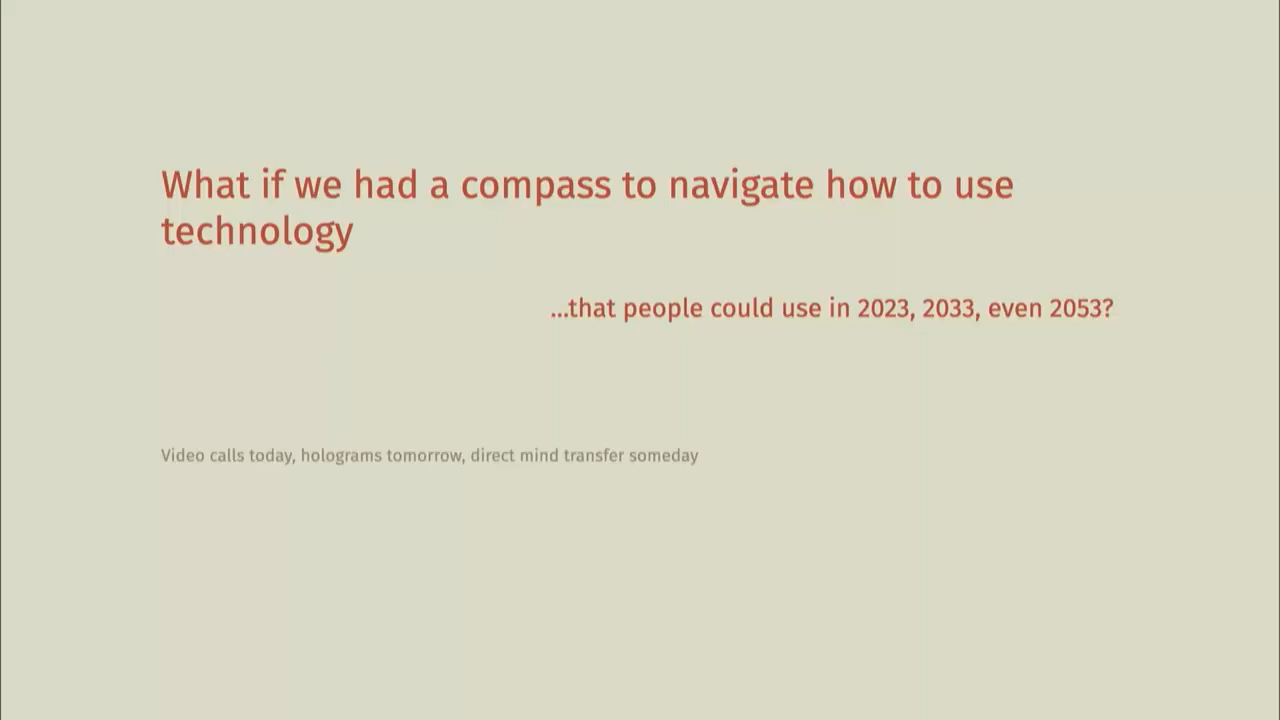 What if we had a compass to navigate how to use
technology
...that people could use in 2023, 2033, even 2053?
Video calls today, holograms tomorrow, direct mind transfer someday